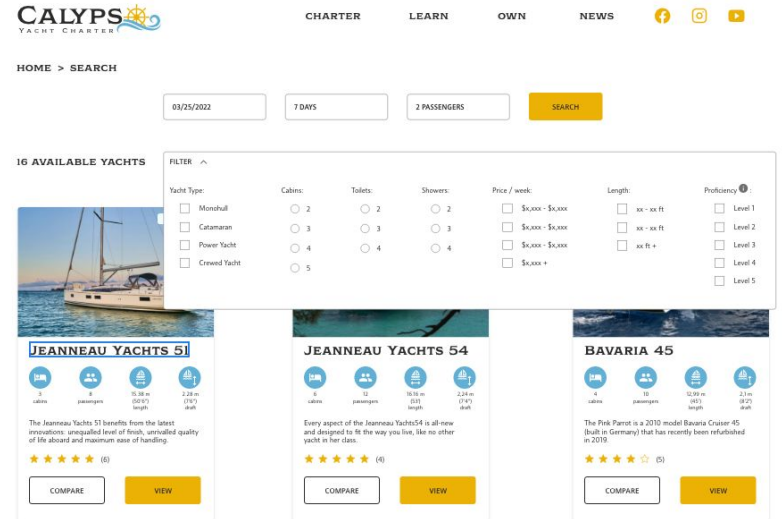 CALYPS
YACHT CHARTER
CHARTER LEARN OWN NEWS
HOME > SEARCH
03/25/2022 7 DAYS 2 PASSENGERS SEARCH
16 AVAILABLE YACHTS
FILTER
Yacht Type: Cabins: Toilets: Showers: Price / week: Length: Proficiency :
Monohull 2 2 2 $x,xxx - $x,xxx xx - xx ft Level 1
Catamaran 3 3 3 $x,xxx - $x,xxx xx - xx ft Level 2
Power Yacht 4 4 4 $x,xxx - $x,xxx xx ft + Level 3
Crewed Yacht 5 $x,xxx + Level 4
Level 5
JEANNEAU YACHTS 51
3 cabins
8 passengers
15.38 m
(50'6")
length
2.28 m
(7'6")
draft
The Jeanneau Yachts 51 benefits from the latest
innovations: unequalled level of finish, unrivalled quality
of life aboard and maximum ease of handling.
(6)
COMPARE VIEW
JEANNEAU YACHTS 54
6 cabins
12 passengers
16.16 m
(53')
length
2,24 m
(7'4")
draft
Every aspect of the Jeanneau Yachts54 is all-new
and designed to fit the way you live, like no other
yacht in her class.
(4)
COMPARE VIEW
BAVARIA 45
4 cabins
10 passengers
12,99 m
(45')
length
2,1 m
(8'2")
draft
The Pink Parrot is a 2010 model Bavaria Cruiser 45
(built in Germany) that has recently been refurbished
in 2019.
(5)
COMPARE VIEW